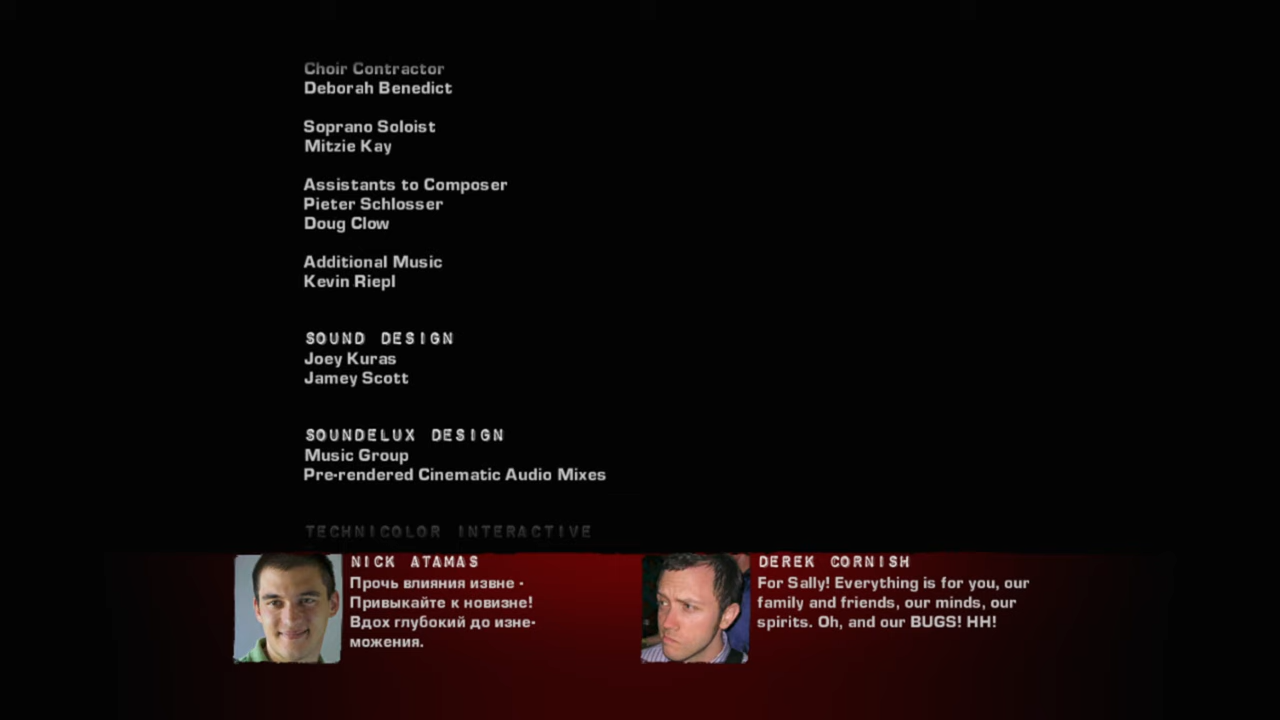 Choir Contractor
Deborah Benedict
Soprano Soloist
Mitzie Kay
Assistants to Composer
Pieter Schlosser
Doug Clow
Additional Music
Kevin Riepl
SOUND DESIGN
Joey Kuras
Jamey Scott
SOUNDELUX DESIGN
Music Group
Pre-rendered Cinematic Audio Mixes
TECHNICOLOR INTERACTIVE
NICK ATAMAS
Прочь влияния извне -
Привыкайте к новизне!
Вдох глубокий до изне-
можения.
DEREK CORNISH
For Sally! Everything is for you, our
family and friends, our minds, our
spirits. Oh, and our BUGS! HH!